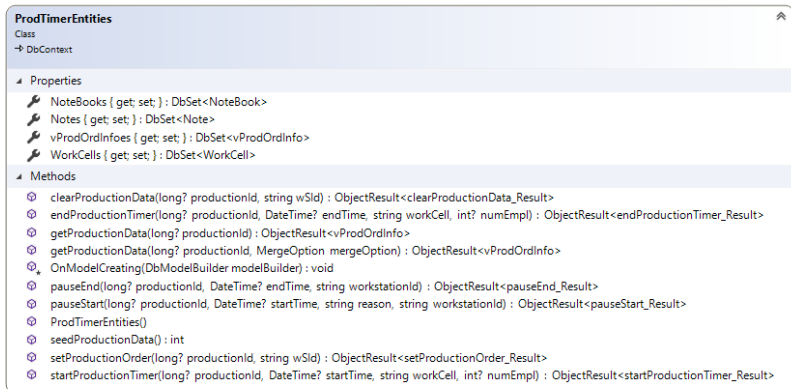 ProdTimerEntities
Class
DbContext
Properties
NoteBooks { get; set; } : DbSet<NoteBook>
Notes { get; set; } : DbSet<Note>
vProdOrdInfoes { get; set; } : DbSet<vProdOrdInfo>
WorkCells { get; set; } : DbSet<WorkCell>
Methods
clearProductionData(long? productionId, string wSId) : ObjectResult<clearProductionData_Result>
endProductionTimer(long? productionId, DateTime? endTime, string workCell, int? numEmpl) : ObjectResult<endProductionTimer_Result>
getProductionData(long? productionId) : ObjectResult<vProdOrdInfo>
getProductionData(long? productionId, MergeOption mergeOption) : ObjectResult<vProdOrdInfo>
OnModelCreating(DbModelBuilder modelBuilder) : void
pauseEnd(long? productionId, DateTime? endTime, string workstationId) : ObjectResult<pauseEnd_Result>
pauseStart(long? productionId, DateTime? startTime, string reason, string workstationId) : ObjectResult<pauseStart_Result>
ProdTimerEntities()
seedProductionData() : int
setProductionOrder(long? productionId, string wSId) : ObjectResult<setProductionOrder_Result>
startProductionTimer(long? productionId, DateTime? startTime, string workCell, int? numEmpl) : ObjectResult<startProductionTimer_Result>